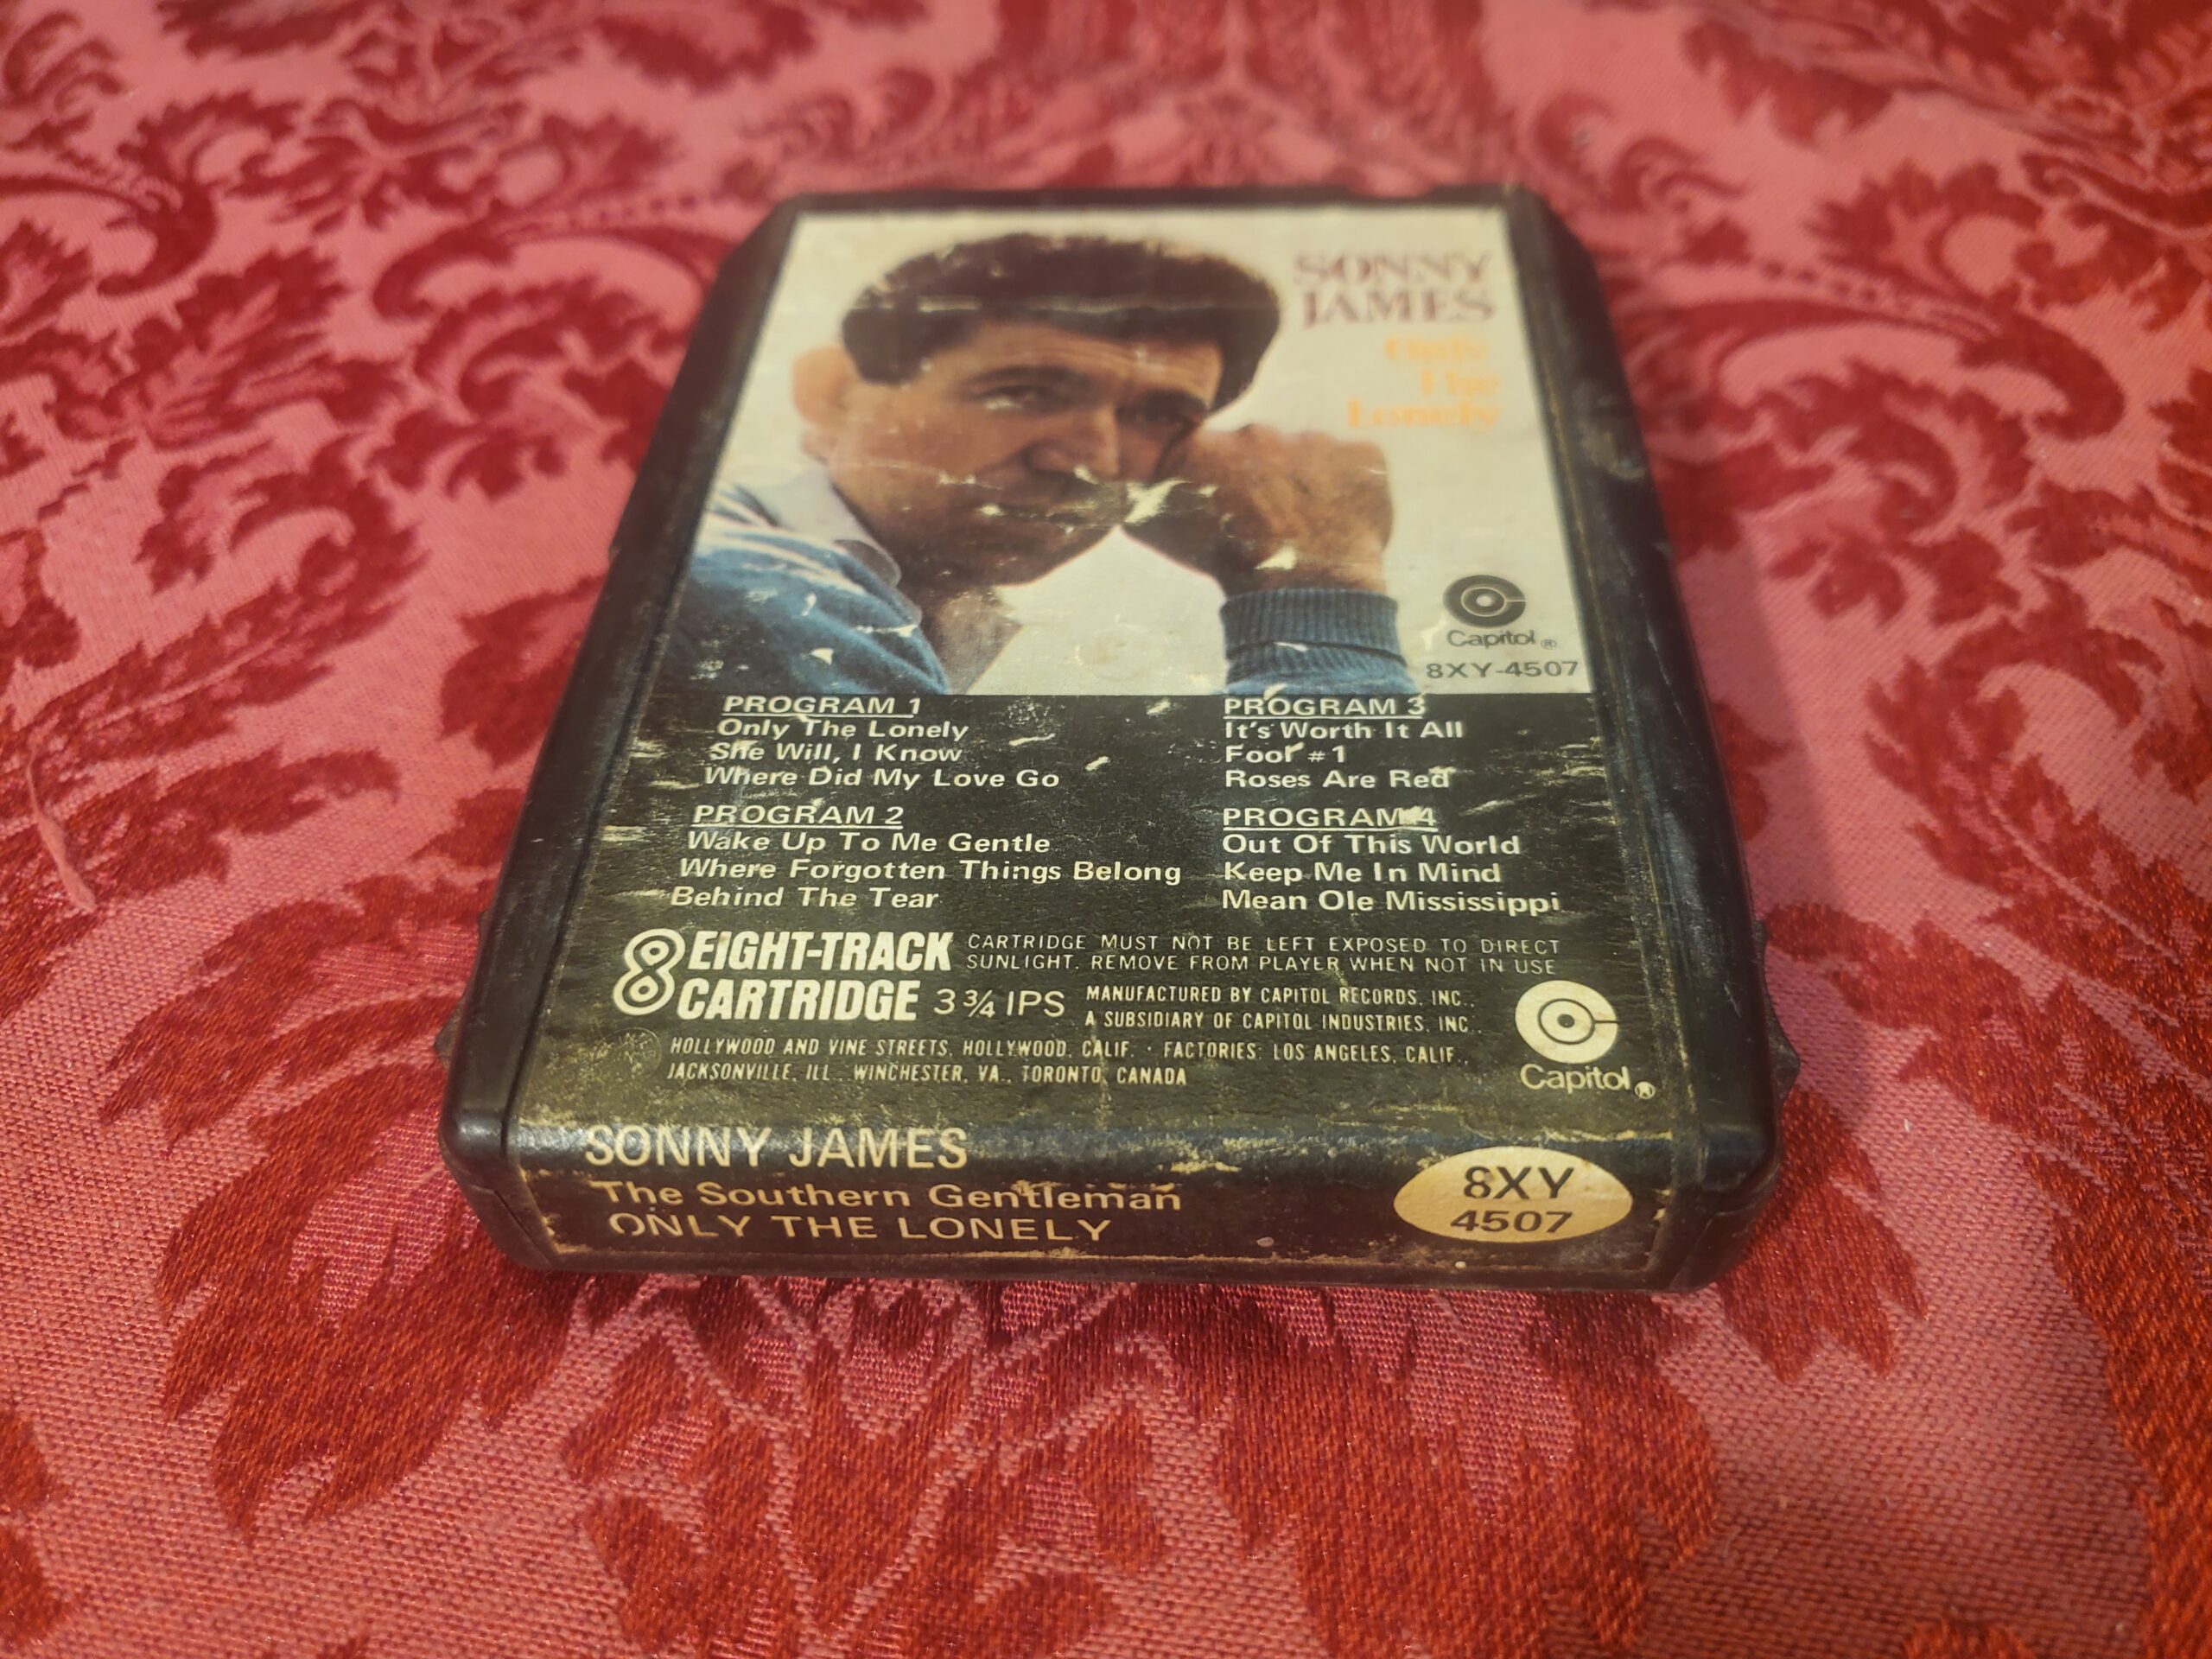 SONNY
JAMES
Only
The
Lonely
Capitol®
8XY-4507
PROGRAM 1
Only The Lonely
She Will, I Know
Where Did My Love Go
PROGRAM 2
Wake Up To Me Gentle
Where Forgotten Things Belong
Behind The Tear
PROGRAM 3
It's Worth It All
Fool #1
Roses Are Red
PROGRAM 4
Out Of This World
Keep Me In Mind
Mean Ole Mississippi
8 EIGHT-TRACK
CARTRIDGE 3 3/4 IPS
CARTRIDGE MUST NOT BE LEFT EXPOSED TO DIRECT
SUNLIGHT. REMOVE FROM PLAYER WHEN NOT IN USE
MANUFACTURED BY CAPITOL RECORDS, INC.,
A SUBSIDIARY OF CAPITOL INDUSTRIES, INC.
HOLLYWOOD AND VINE STREETS, HOLLYWOOD, CALIF. · FACTORIES: LOS ANGELES, CALIF.,
JACKSONVILLE, ILL., WINCHESTER, VA., TORONTO, CANADA
Capitol®
SONNY JAMES
The Southern Gentleman
ONLY THE LONELY
8XY
4507